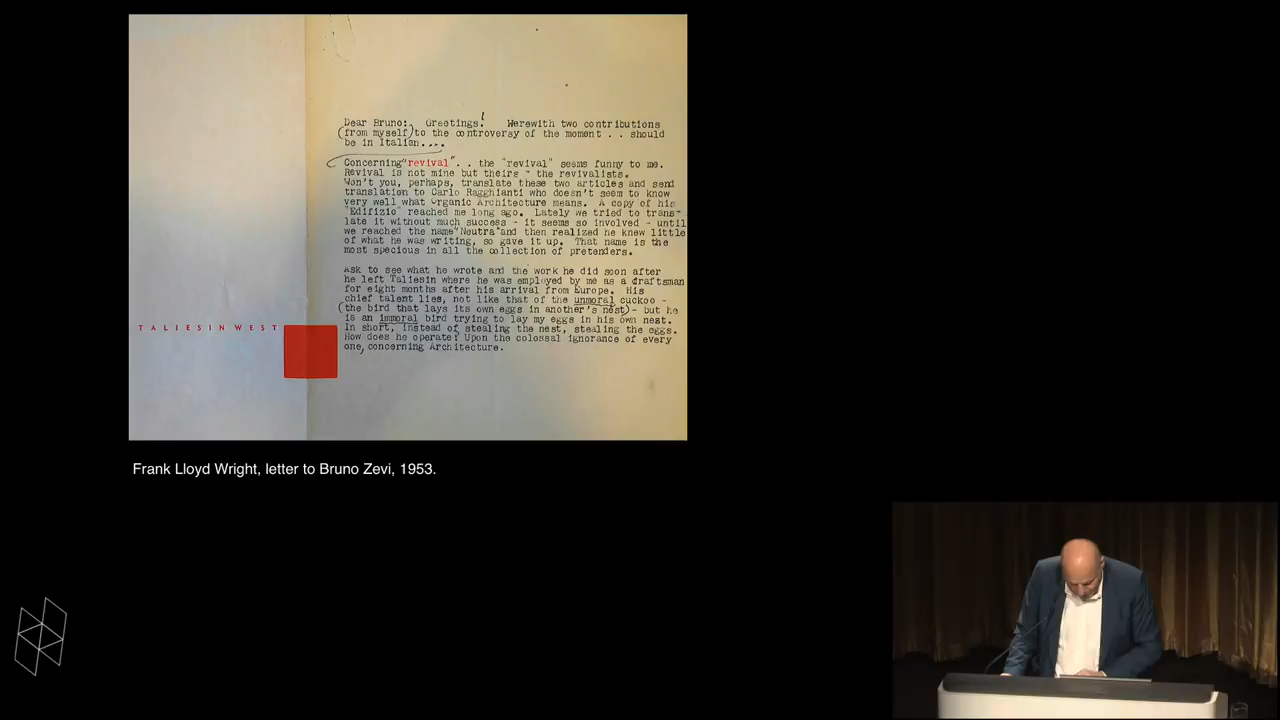 Dear Bruno: Greetings! Herewith two contributions
(from myself) to the controversy of the moment . . should
be in Italian....
Concerning "revival". . the "revival" seems funny to me.
Revival is not mine but theirs - the revivalists.
Won't you, perhaps, translate these two articles and send
translation to Carlo Ragghianti who doesn't seem to know
very well what Organic Architecture means. A copy of his
"Edifizio" reached me long ago. Lately we tried to trans-
late it without much success - it seems so involved - until
we reached the name "Neutra" and then realized he knew little
of what he was writing, so gave it up. That name is the
most specious in all the collection of pretenders.
Ask to see what he wrote and the work he did soon after
he left Taliesin where he was employed by me as a draftsman
for eight months after his arrival from Europe. His
chief talent lies, not like that of the unmoral cuckoo -
(the bird that lays its own eggs in another's nest) - but he
is an immoral bird trying to lay my eggs in his own nest.
TALIESIN WEST
In short, instead of stealing the nest, stealing the eggs.
How does he operate? Upon the colossal ignorance of every
one, concerning Architecture.
Frank Lloyd Wright, letter to Bruno Zevi, 1953.